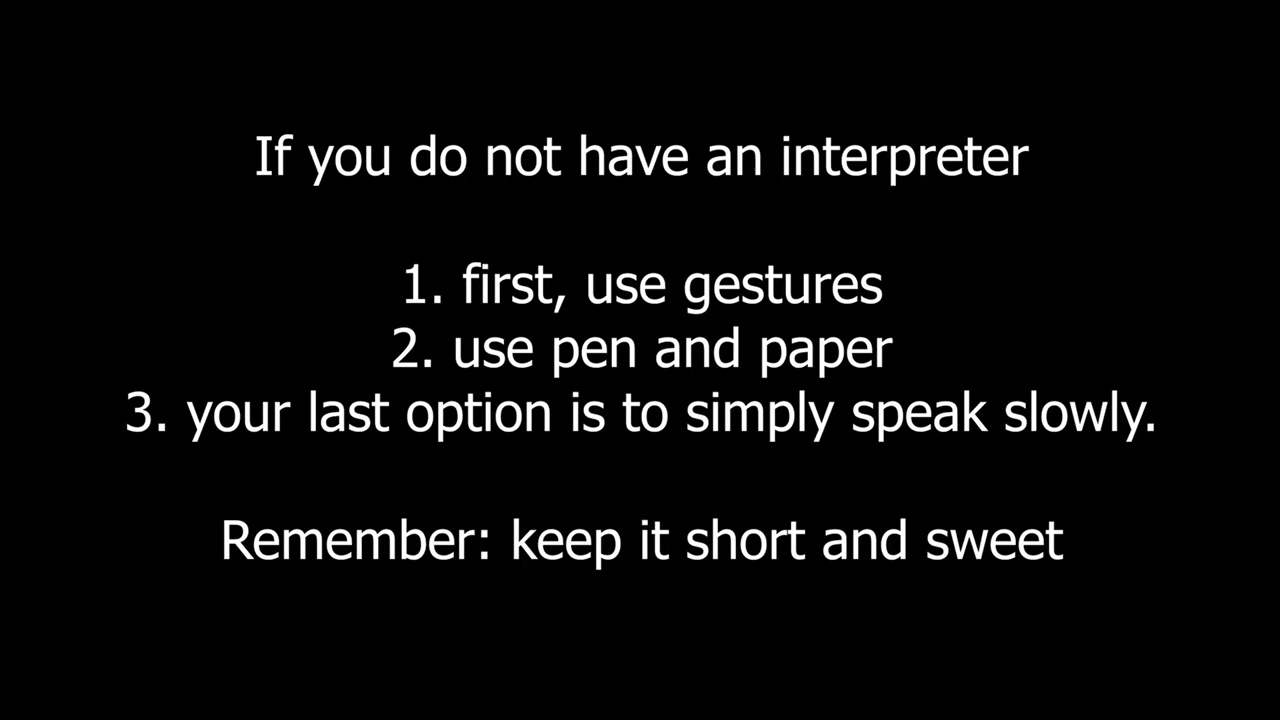 If you do not have an interpreter
1. first, use gestures
2. use pen and paper
3. your last option is to simply speak slowly.
Remember: keep it short and sweet